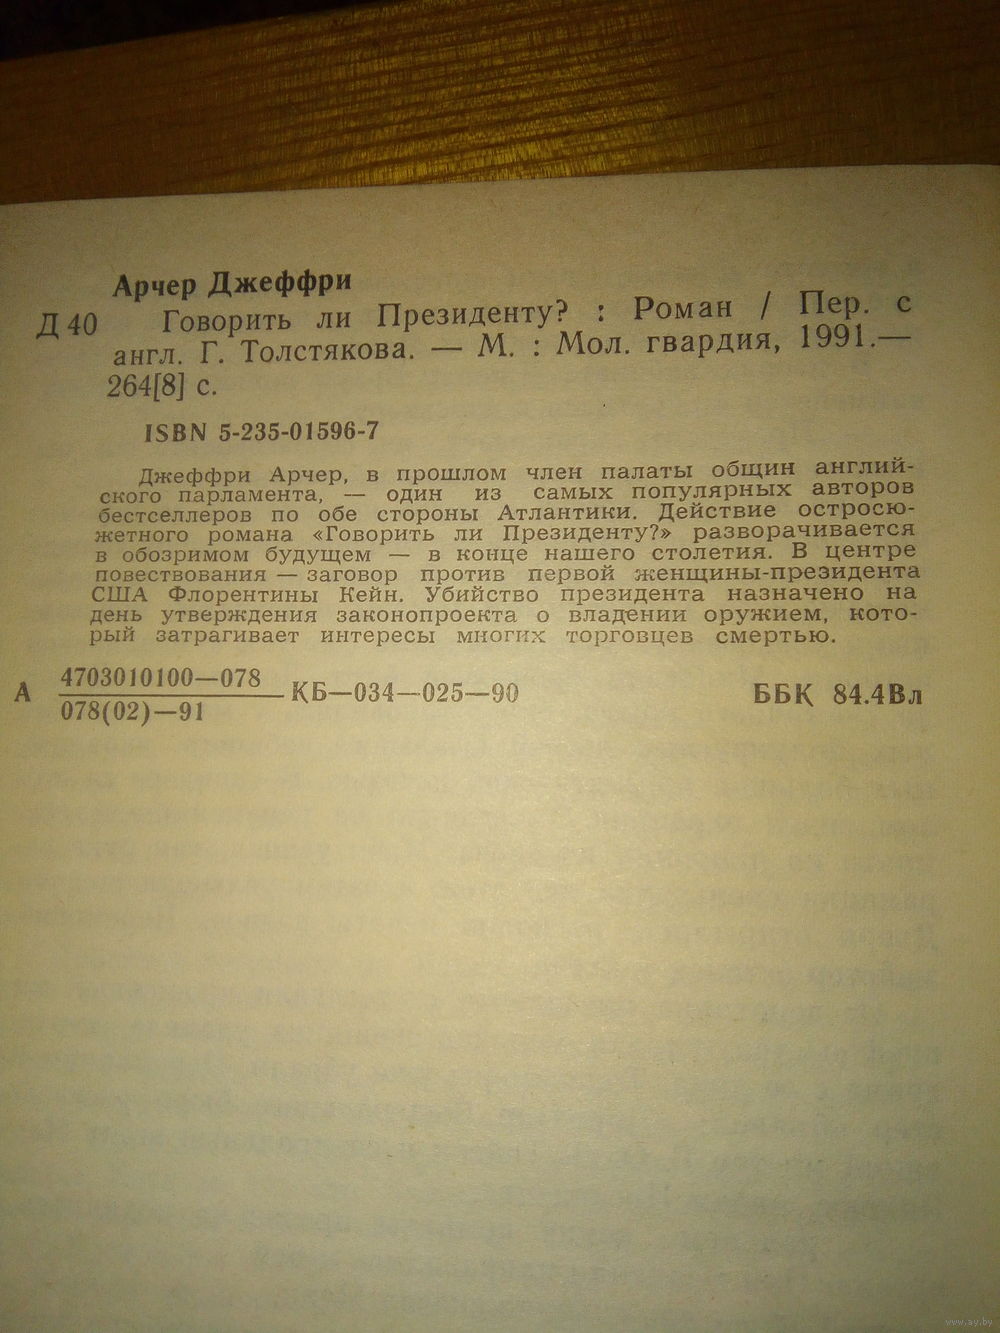 Арчер Джеффри
Д 40 Говорить ли Президенту? : Роман / Пер. с
англ. Г. Толстякова. — М. : Мол. гвардия, 1991.—
264[8] с.
ISBN 5-235-01596-7
Джеффри Арчер, в прошлом член палаты общин англий-
ского парламента, — один из самых популярных авторов
бестселлеров по обе стороны Атлантики. Действие остросю-
жетного романа «Говорить ли Президенту?» разворачивается
в обозримом будущем — в конце нашего столетия. В центре
повествования — заговор против первой женщины-президента
США Флорентины Кейн. Убийство президента назначено на
день утверждения законопроекта о владении оружием, кото-
рый затрагивает интересы многих торговцев смертью.
А 4703010100—078 КБ—034—025—90 ББК 84.4Вл
078(02)—91
www.ay.by